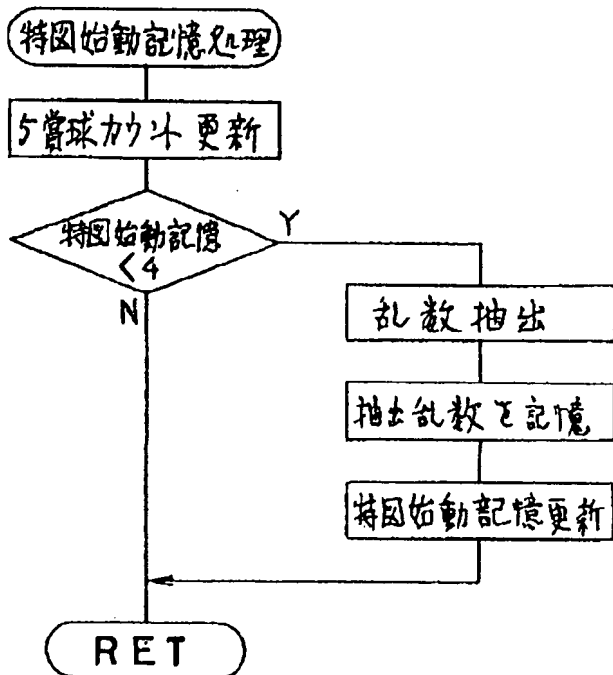 特図始動記憶処理
5賞球カウント更新
特図始動記憶
<4
Y
N
乱数抽出
抽出乱数を記憶
特図始動記憶更新
RET